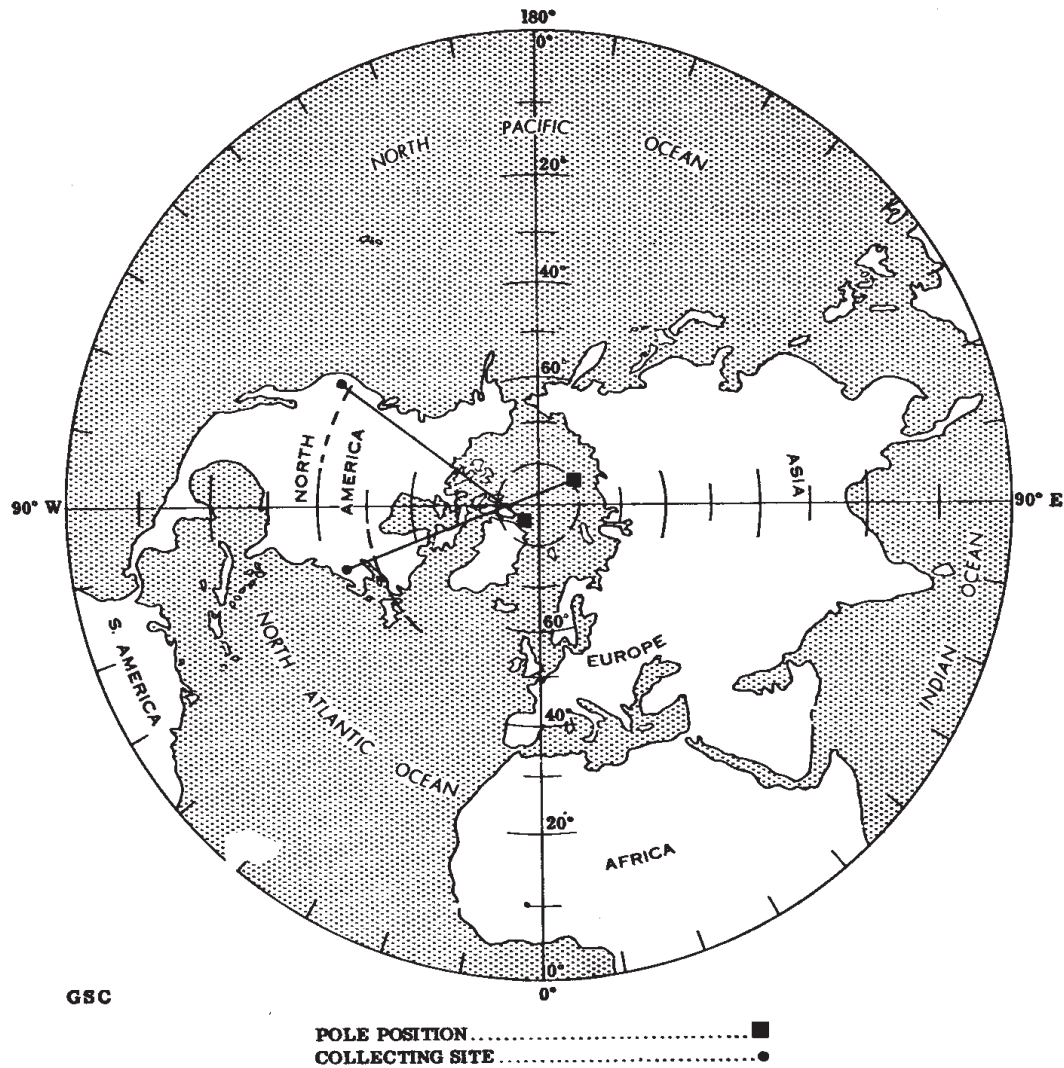 180°
0°
NORTH
PACIFIC
OCEAN
20°
40°
60°
NORTH
AMERICA
ASIA
90° W
90° E
OCEAN
INDIAN
S. AMERICA
NORTH
ATLANTIC
OCEAN
60°
EUROPE
40°
20°
AFRICA
0°
0°
GSC
POLE POSITION
COLLECTING SITE